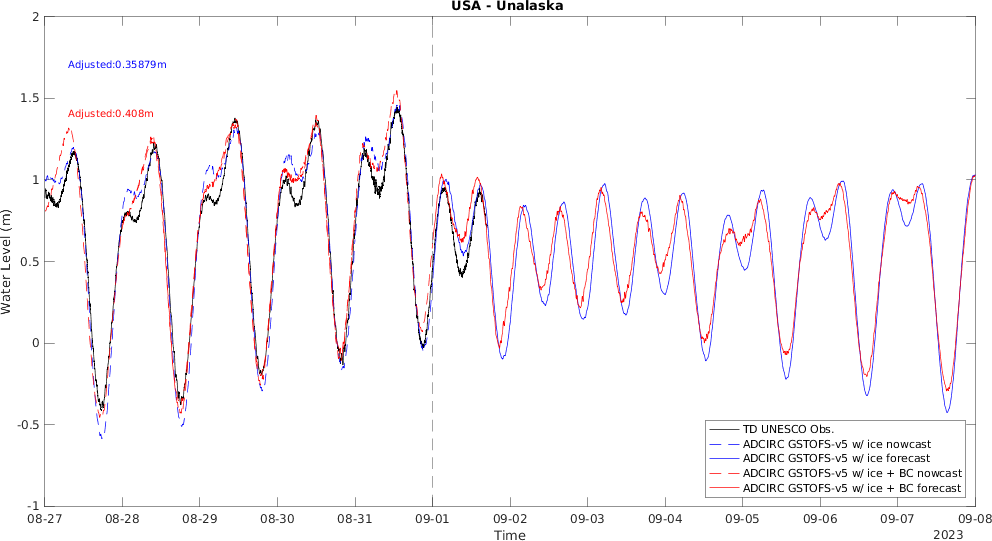 USA - Unalaska
Adjusted:0.35879m
Adjusted:0.408m
Water Level (m)
2
1.5
1
0.5
0
-0.5
-1
TD UNESCO Obs.
ADCIRC GSTOFS-v5 w/ ice nowcast
ADCIRC GSTOFS-v5 w/ ice forecast
ADCIRC GSTOFS-v5 w/ ice + BC nowcast
ADCIRC GSTOFS-v5 w/ ice + BC forecast
08-27 08-28 08-29 08-30 08-31 09-01 09-02 09-03 09-04 09-05 09-06 09-07 09-08
Time
2023